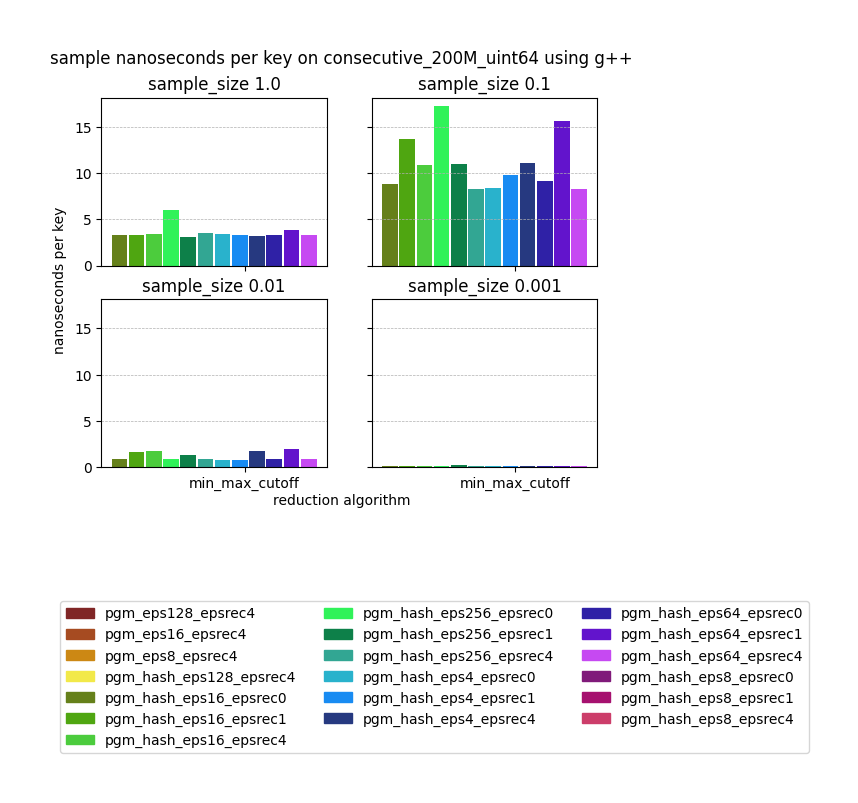 sample nanoseconds per key on consecutive_200M_uint64 using g++
sample_size 1.0
sample_size 0.1
15
10
5
0
nanoseconds per key
sample_size 0.01
sample_size 0.001
15
10
5
0
min_max_cutoff
min_max_cutoff
reduction algorithm
pgm_eps128_epsrec4
pgm_eps16_epsrec4
pgm_eps8_epsrec4
pgm_hash_eps128_epsrec4
pgm_hash_eps16_epsrec0
pgm_hash_eps16_epsrec1
pgm_hash_eps16_epsrec4
pgm_hash_eps256_epsrec0
pgm_hash_eps256_epsrec1
pgm_hash_eps256_epsrec4
pgm_hash_eps4_epsrec0
pgm_hash_eps4_epsrec1
pgm_hash_eps4_epsrec4
pgm_hash_eps64_epsrec0
pgm_hash_eps64_epsrec1
pgm_hash_eps64_epsrec4
pgm_hash_eps8_epsrec0
pgm_hash_eps8_epsrec1
pgm_hash_eps8_epsrec4